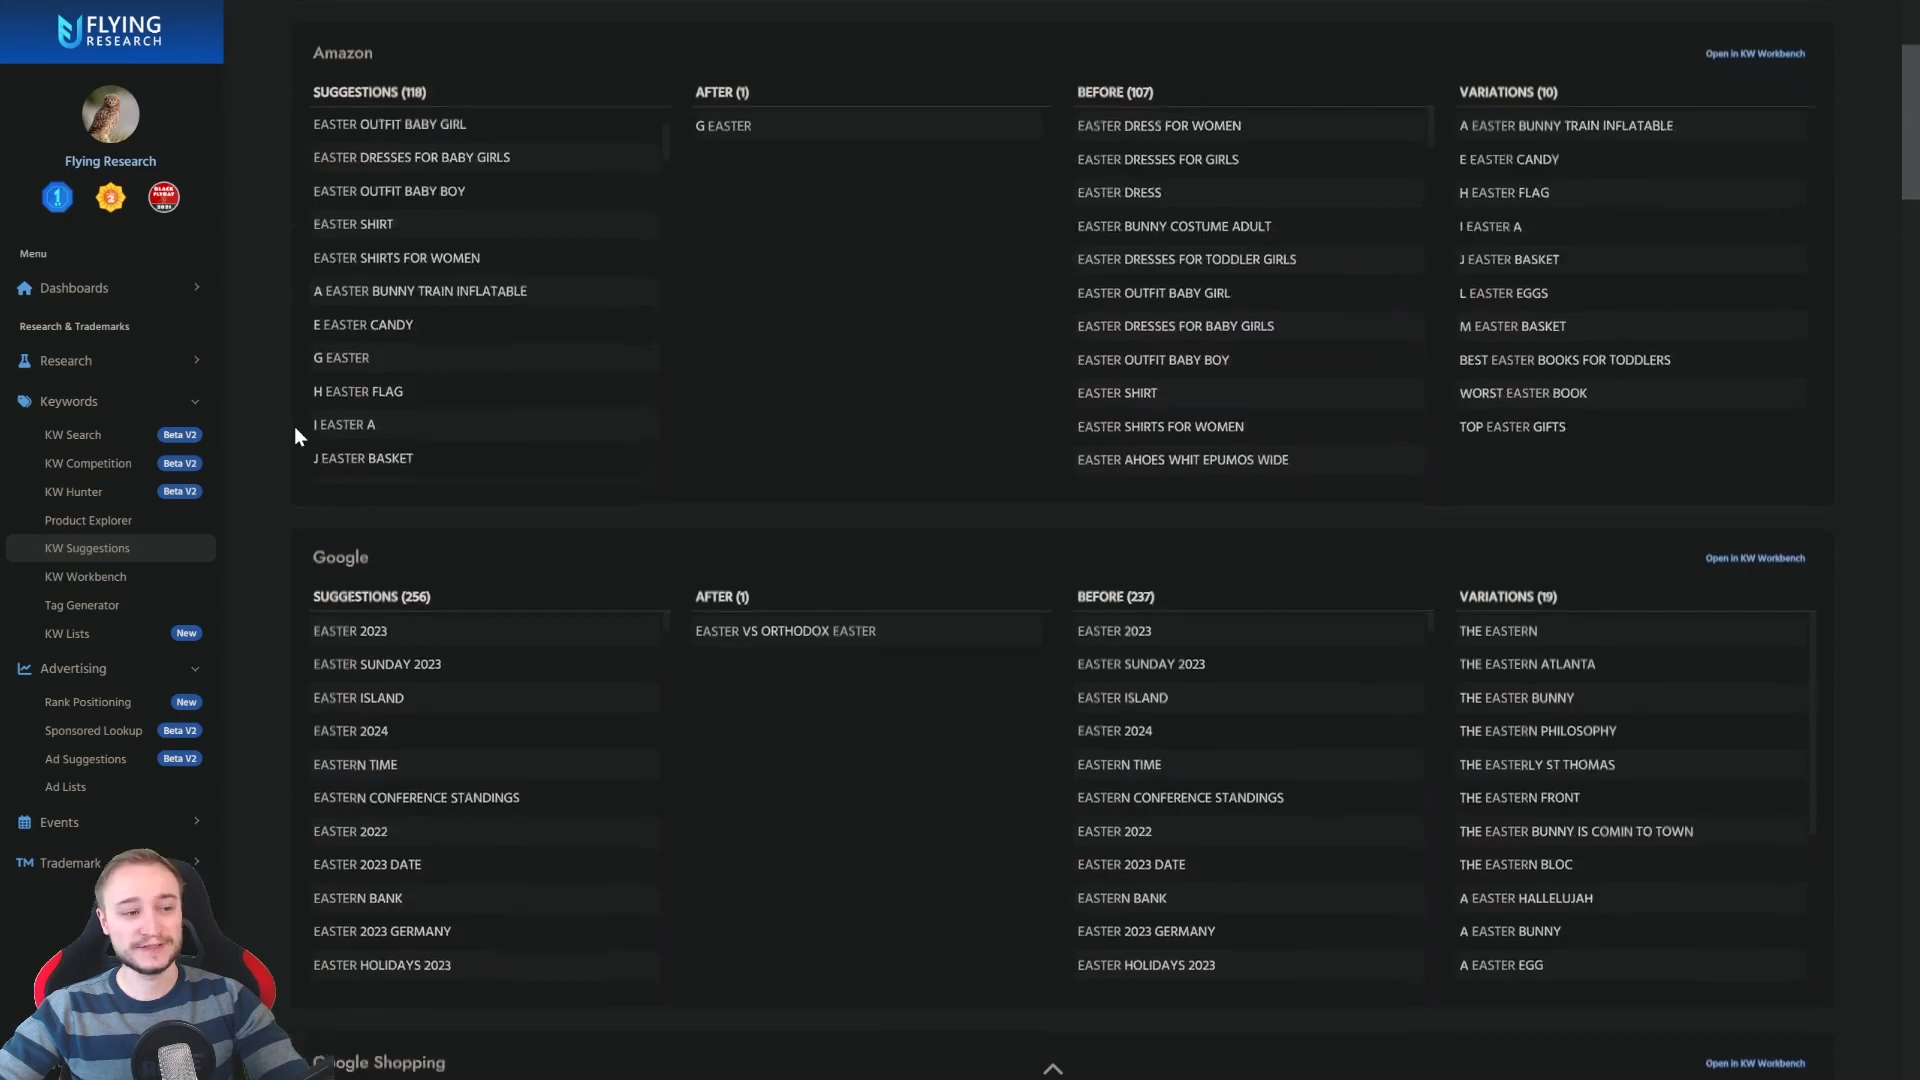 FLYING
RESEARCH
Flying Research
1
ST
2
BLACK
FLYDAY
2021
Menu
Dashboards
Research & Trademarks
Research
Keywords
KW Search Beta V2
KW Competition Beta V2
KW Hunter Beta V2
Product Explorer
KW Suggestions
KW Workbench
Tag Generator
KW Lists New
Advertising
Rank Positioning New
Sponsored Lookup Beta V2
Ad Suggestions Beta V2
Ad Lists
Events
TM Trademark
Amazon
Open in KW Workbench
SUGGESTIONS (118)
EASTER OUTFIT BABY GIRL
EASTER DRESSES FOR BABY GIRLS
EASTER OUTFIT BABY BOY
EASTER SHIRT
EASTER SHIRTS FOR WOMEN
A EASTER BUNNY TRAIN INFLATABLE
E EASTER CANDY
G EASTER
H EASTER FLAG
I EASTER A
J EASTER BASKET
AFTER (1)
G EASTER
BEFORE (107)
EASTER DRESS FOR WOMEN
EASTER DRESSES FOR GIRLS
EASTER DRESS
EASTER BUNNY COSTUME ADULT
EASTER DRESSES FOR TODDLER GIRLS
EASTER OUTFIT BABY GIRL
EASTER DRESSES FOR BABY GIRLS
EASTER OUTFIT BABY BOY
EASTER SHIRT
EASTER SHIRTS FOR WOMEN
EASTER AHOES WHIT EPUMOS WIDE
VARIATIONS (10)
A EASTER BUNNY TRAIN INFLATABLE
E EASTER CANDY
H EASTER FLAG
I EASTER A
J EASTER BASKET
L EASTER EGGS
M EASTER BASKET
BEST EASTER BOOKS FOR TODDLERS
WORST EASTER BOOK
TOP EASTER GIFTS
Google
Open in KW Workbench
SUGGESTIONS (256)
EASTER 2023
EASTER SUNDAY 2023
EASTER ISLAND
EASTER 2024
EASTERN TIME
EASTERN CONFERENCE STANDINGS
EASTER 2022
EASTER 2023 DATE
EASTERN BANK
EASTER 2023 GERMANY
EASTER HOLIDAYS 2023
AFTER (1)
EASTER VS ORTHODOX EASTER
BEFORE (237)
EASTER 2023
EASTER SUNDAY 2023
EASTER ISLAND
EASTER 2024
EASTERN TIME
EASTERN CONFERENCE STANDINGS
EASTER 2022
EASTER 2023 DATE
EASTERN BANK
EASTER 2023 GERMANY
EASTER HOLIDAYS 2023
VARIATIONS (19)
THE EASTERN
THE EASTERN ATLANTA
THE EASTER BUNNY
THE EASTERN PHILOSOPHY
THE EASTERLY ST THOMAS
THE EASTERN FRONT
THE EASTER BUNNY IS COMIN TO TOWN
THE EASTERN BLOC
A EASTER HALLELUJAH
A EASTER BUNNY
A EASTER EGG
Google Shopping
Open in KW Workbench